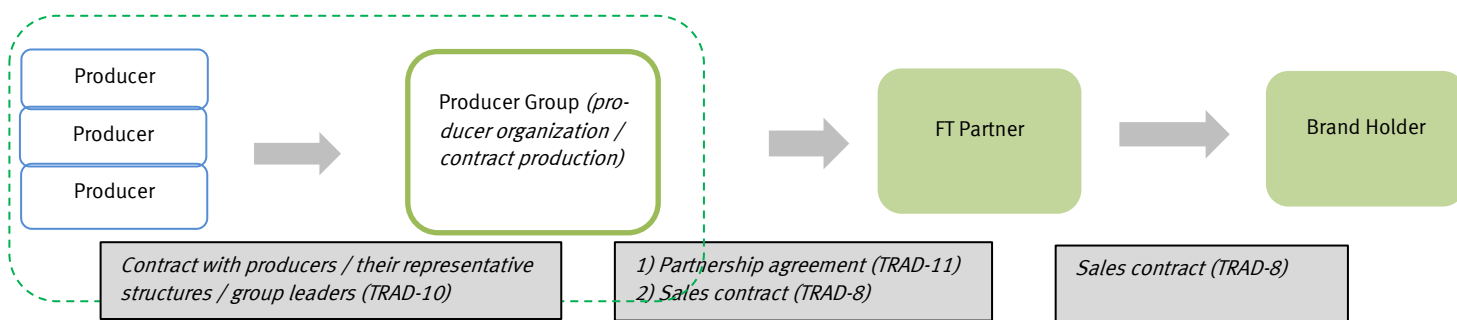 Producer
Producer
Producer
Producer Group (pro-
ducer organization /
contract production)
FT Partner
Brand Holder
Contract with producers / their representative
structures / group leaders (TRAD-10)
1) Partnership agreement (TRAD-11)
2) Sales contract (TRAD-8)
Sales contract (TRAD-8)